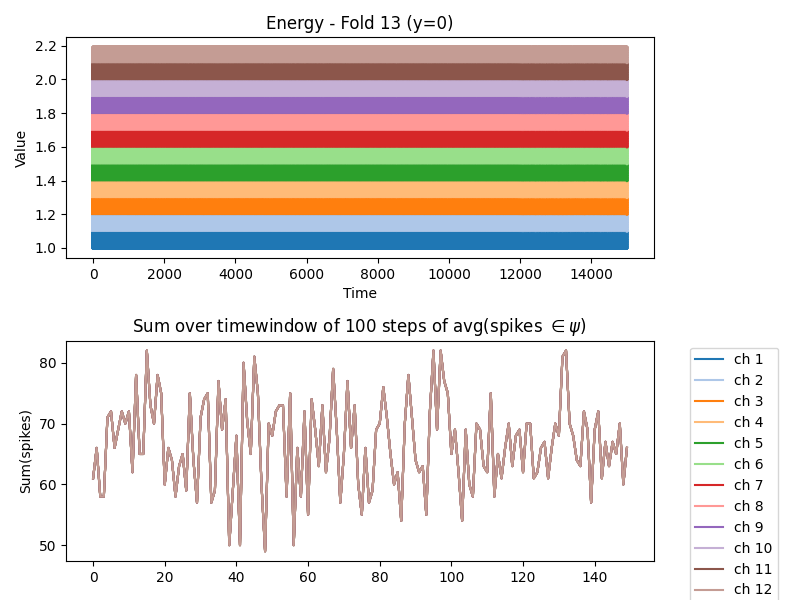 Energy - Fold 13 (y=0)
Value
2.2
2.0
1.8
1.6
1.4
1.2
1.0
0 2000 4000 6000 8000 10000 12000 14000
Time
Sum over timewindow of 100 steps of avg(spikes ∈ψ)
Sum(spikes)
80
70
60
50
0 20 40 60 80 100 120 140
ch 1
ch 2
ch 3
ch 4
ch 5
ch 6
ch 7
ch 8
ch 9
ch 10
ch 11
ch 12